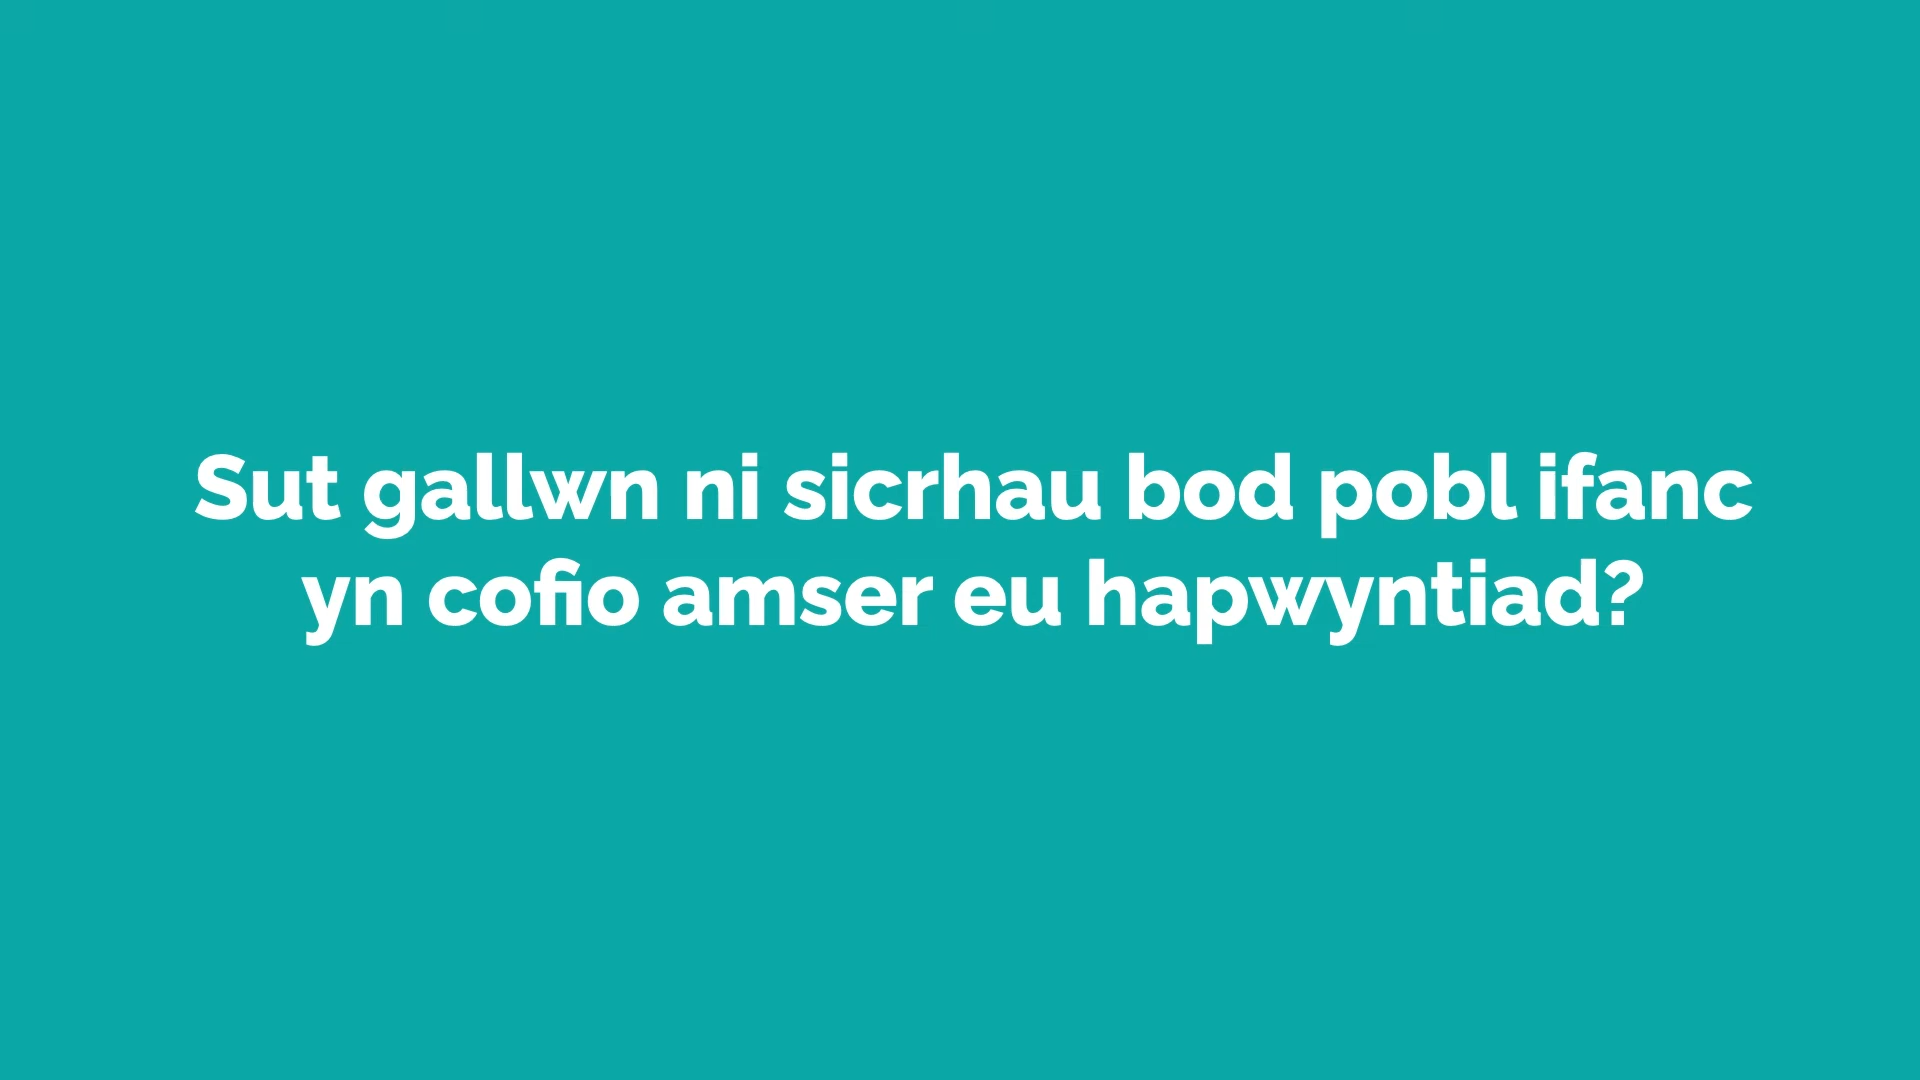 Sut gallwn ni sicrhau bod pobl ifanc
yn cofio amser eu hapwyntiad?